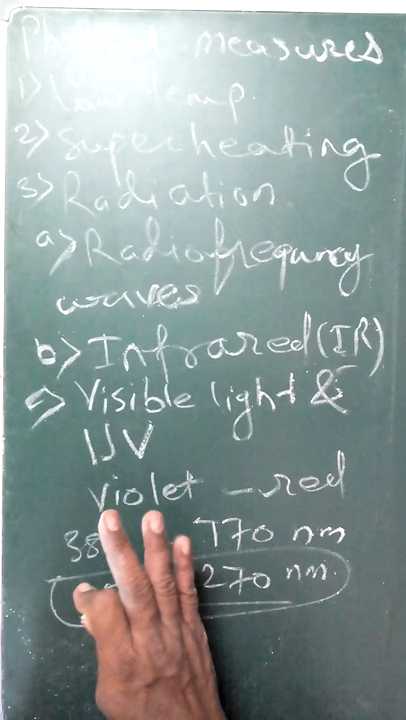 measures
1) Low temp.
2) Superheating
3) Radiation.
a) Radiofrequency
waves
b) Infrared (IR)
c) Visible light &
UV
violet - red
38 770 nm
270 nm.